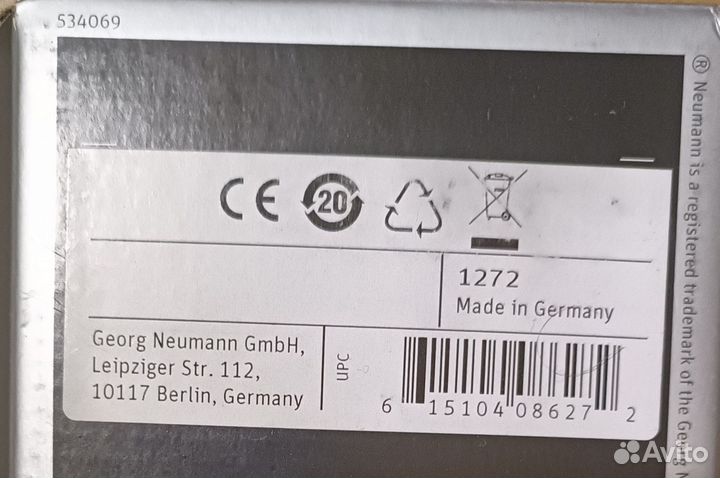 534069
CE
20
1272
Made in Germany
Georg Neumann GmbH,
Leipziger Str. 112,
10117 Berlin, Germany
UPC
6 15104 08627 2
® Neumann is a registered trademark of the Georg N
Avito